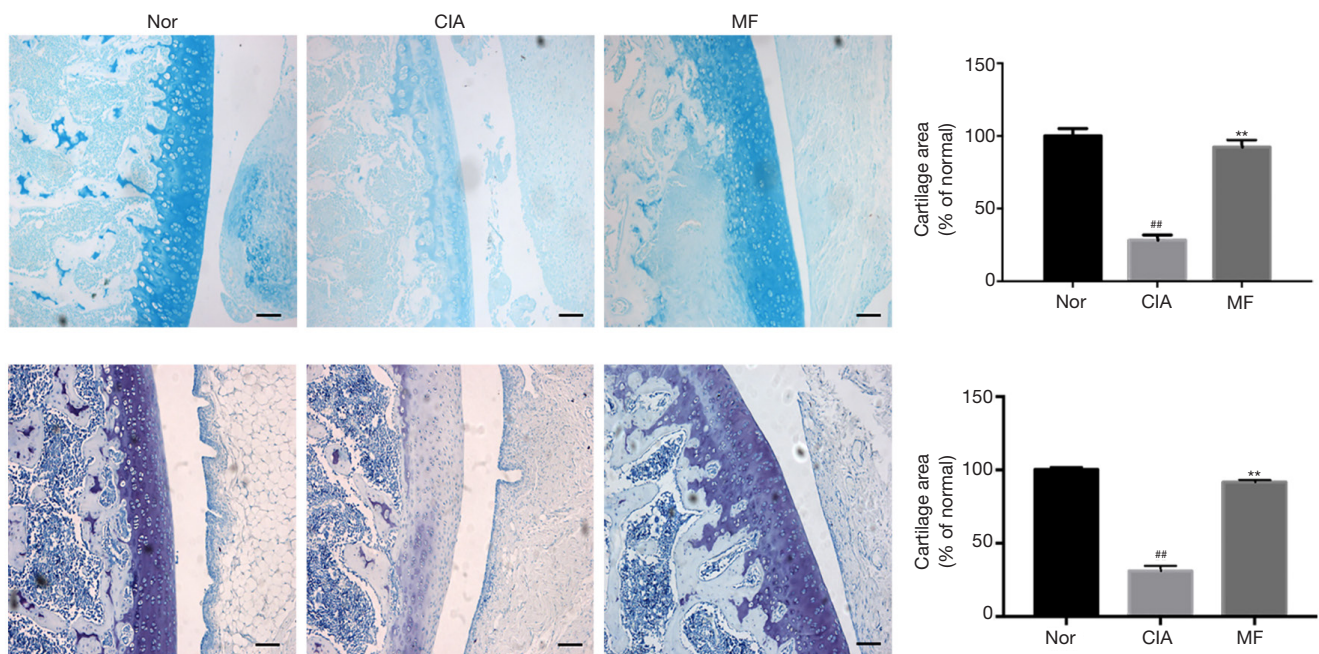 Nor
CIA
MF
Cartilage area
(% of normal)
150
100
50
0
##
**
Nor
CIA
MF
Cartilage area
(% of normal)
150
100
50
0
##
**
Nor
CIA
MF